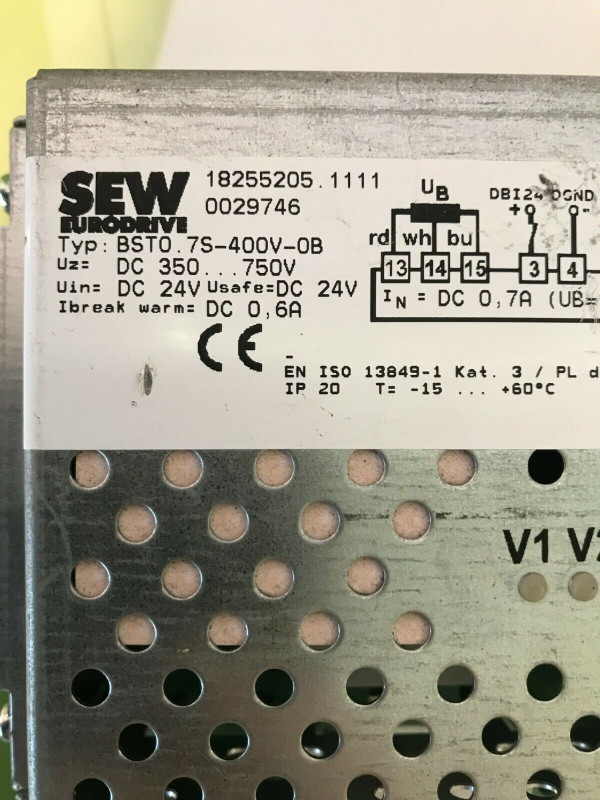 SEW
EURODRIVE
18255205.1111
0029746
Typ: BST0.7S-400V-0B
Uz= DC 350...750V
Uin= DC 24V Usafe=DC 24V
Ibreak warm= DC 0,6A
CE
UB
DBI24 DGND
+ -
rd wh bu
13 14 15 3 4
IN = DC 0,7A (UB=
-
EN ISO 13849-1 Kat. 3 / PL d
IP 20 T= -15 ... +60°C
V1 V2